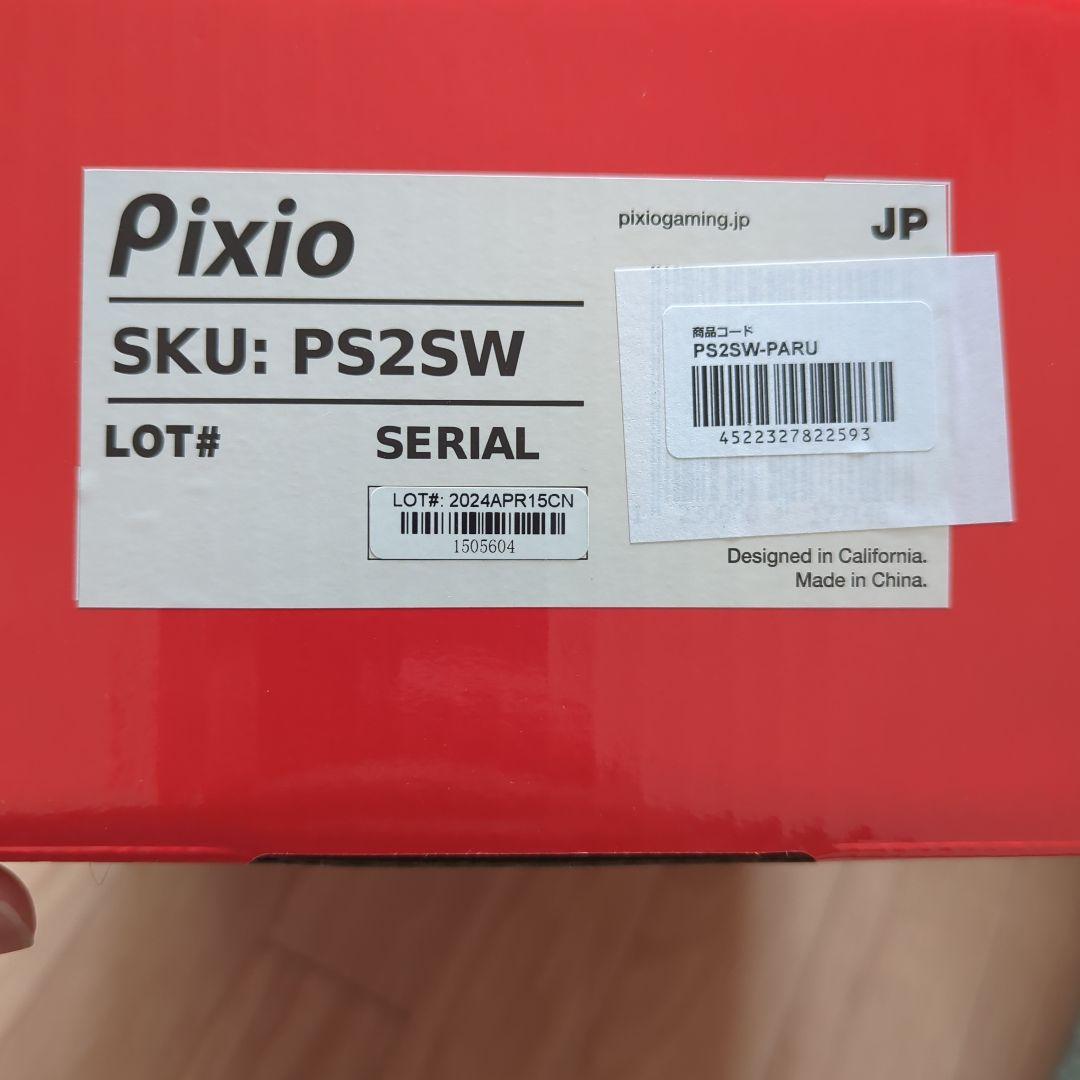 Pixio
pixiogaming.jp
JP
SKU: PS2SW
商品コード
PS2SW-PARU
4522327822593
LOT#
SERIAL
LOT#: 2024APR15CN
1505604
Designed in California.
Made in China.